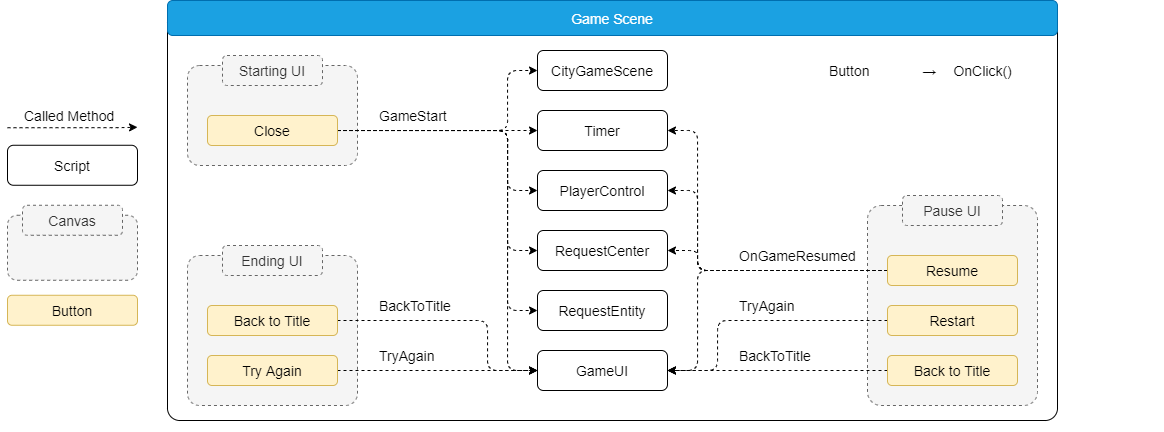 Game Scene
Called Method
Script
Canvas
Button
Starting UI
Close
GameStart
CityGameScene
Timer
PlayerControl
RequestCenter
RequestEntity
GameUI
Button → OnClick()
Ending UI
Back to Title
Try Again
BackToTitle
TryAgain
Pause UI
OnGameResumed
Resume
TryAgain
Restart
BackToTitle
Back to Title